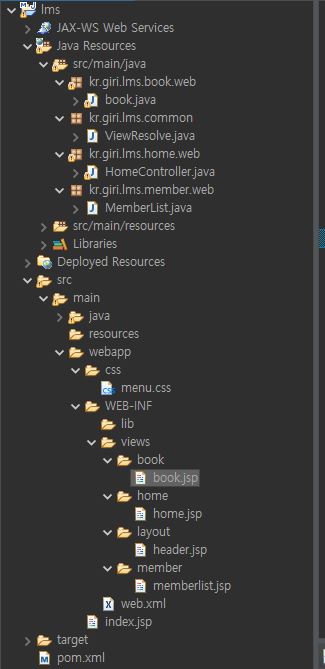 lms
JAX-WS Web Services
Java Resources
src/main/java
kr.giri.lms.book.web
book.java
kr.giri.lms.common
ViewResolve.java
kr.giri.lms.home.web
HomeController.java
kr.giri.lms.member.web
MemberList.java
src/main/resources
Libraries
Deployed Resources
src
main
java
resources
webapp
css
menu.css
WEB-INF
lib
views
book
book.jsp
home
home.jsp
layout
header.jsp
member
memberlist.jsp
web.xml
index.jsp
target
pom.xml